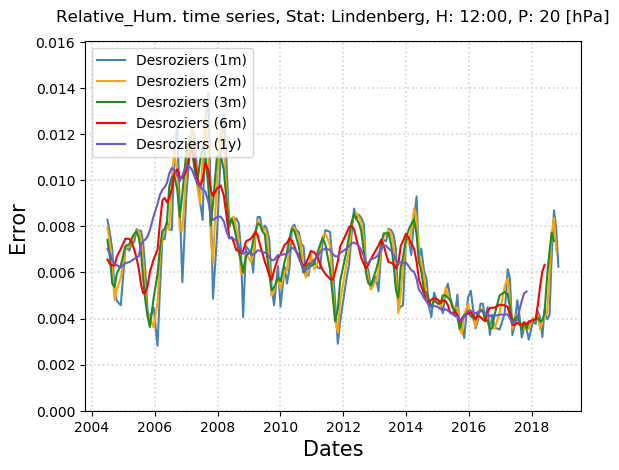 Relative_Hum. time series, Stat: Lindenberg, H: 12:00, P: 20 [hPa]
0.016
0.014
0.012
0.010
0.008
0.006
0.004
0.002
0.000
Error
Desroziers (1m)
Desroziers (2m)
Desroziers (3m)
Desroziers (6m)
Desroziers (1y)
2004 2006 2008 2010 2012 2014 2016 2018
Dates